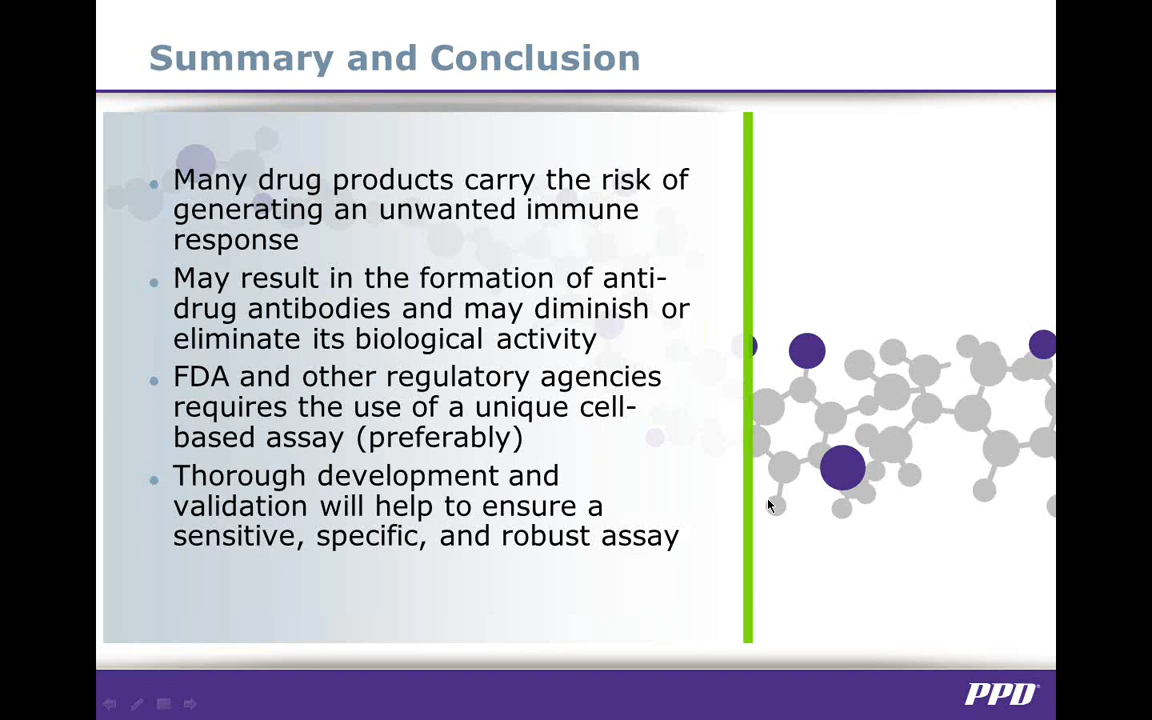 Summary and Conclusion
• Many drug products carry the risk of
generating an unwanted immune
response
• May result in the formation of anti-
drug antibodies and may diminish or
eliminate its biological activity
• FDA and other regulatory agencies
requires the use of a unique cell-
based assay (preferably)
• Thorough development and
validation will help to ensure a
sensitive, specific, and robust assay
PPD®